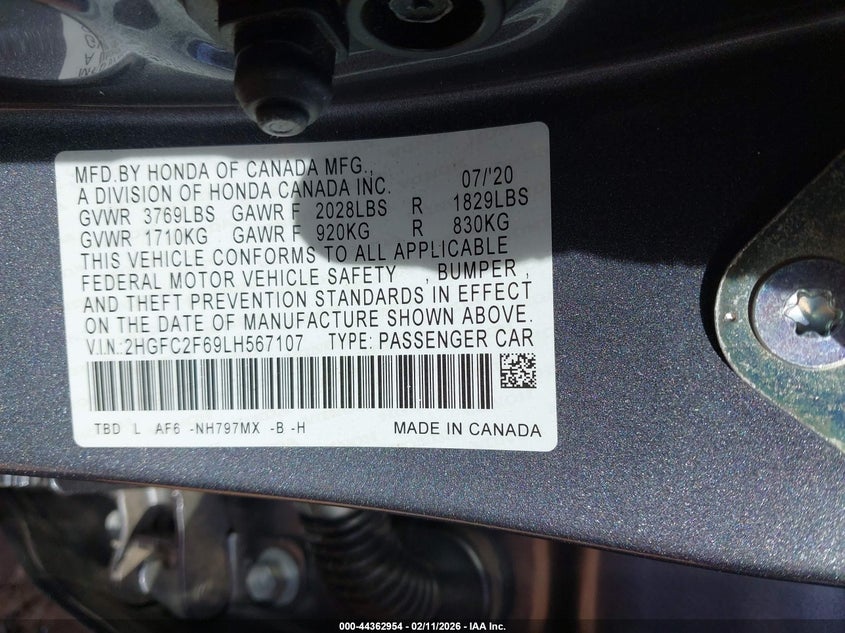 MFD.BY HONDA OF CANADA MFG.,
A DIVISION OF HONDA CANADA INC. 07/'20
GVWR 3769LBS GAWR F 2028LBS R 1829LBS
GVWR 1710KG GAWR F 920KG R 830KG
THIS VEHICLE CONFORMS TO ALL APPLICABLE
FEDERAL MOTOR VEHICLE SAFETY , BUMPER ,
AND THEFT PREVENTION STANDARDS IN EFFECT
ON THE DATE OF MANUFACTURE SHOWN ABOVE.
V.I.N.:2HGFC2F69LH567107 TYPE: PASSENGER CAR
TBD L AF6 -NH797MX -B -H MADE IN CANADA
000-44362954 - 02/11/2026 - IAA Inc.